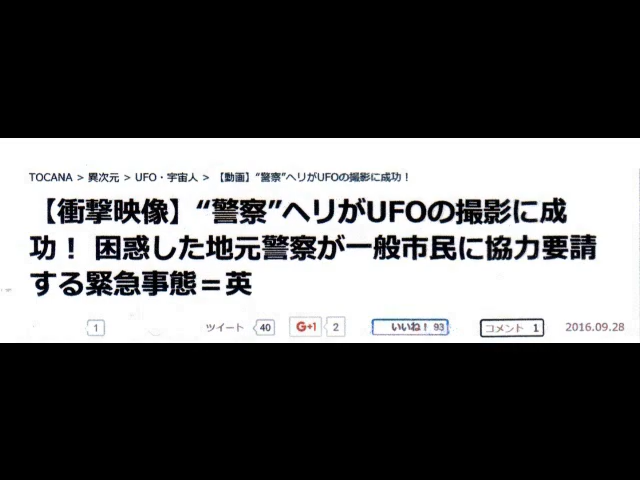 TOCANA > 異次元 > UFO・宇宙人 > 【動画】“警察”ヘリがUFOの撮影に成功！
【衝撃映像】“警察”ヘリがUFOの撮影に成
功！ 困惑した地元警察が一般市民に協力要請
する緊急事態＝英
1 ツイート 40 G+1 2 いいね！ 93 コメント 1 2016.09.28